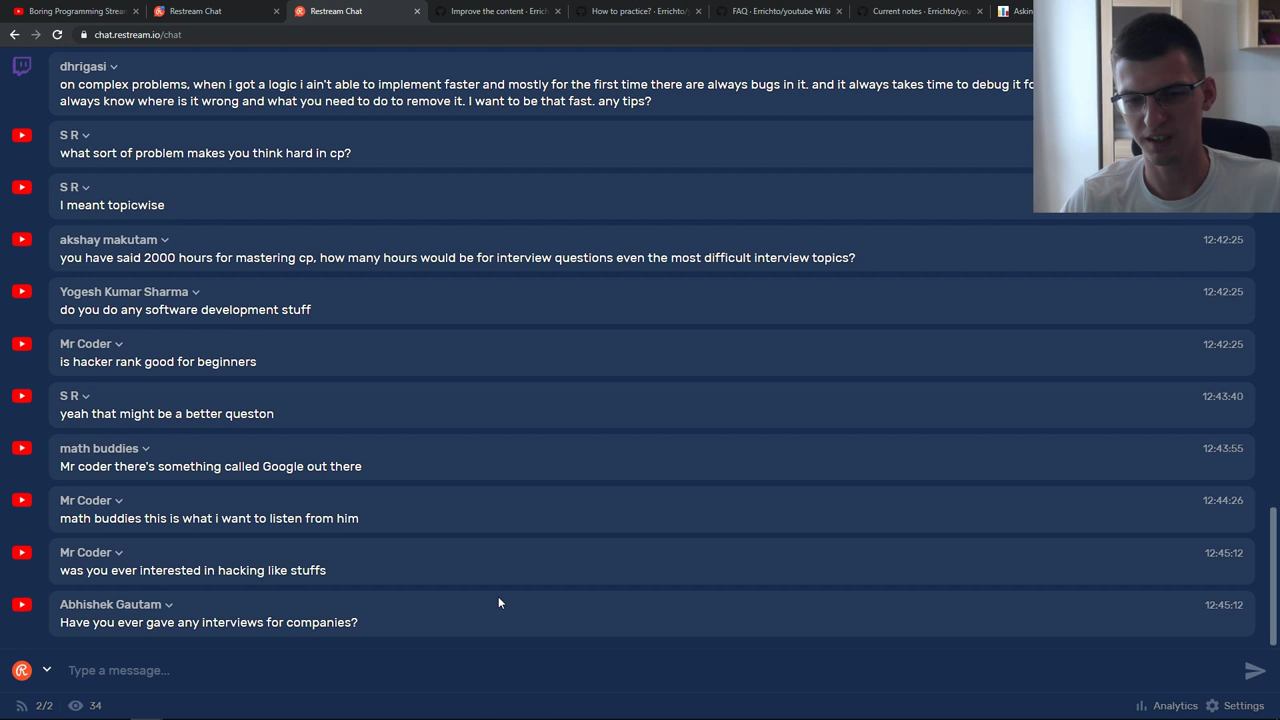 Boring Programming Stream
Restream Chat
Restream Chat
Improve the content · Errich
How to practice? · Errichto/y
FAQ · Errichto/youtube Wiki
Current notes · Errichto/you
Askin
chat.restream.io/chat
dhrigasi
on complex problems, when i got a logic i ain't able to implement faster and mostly for the first time there are always bugs in it. and it always takes time to debug it fo
always know where is it wrong and what you need to do to remove it. I want to be that fast. any tips?
S R
what sort of problem makes you think hard in cp?
S R
I meant topicwise
akshay makutam 12:42:25
you have said 2000 hours for mastering cp, how many hours would be for interview questions even the most difficult interview topics?
Yogesh Kumar Sharma 12:42:25
do you do any software development stuff
Mr Coder 12:42:25
is hacker rank good for beginners
S R 12:43:40
yeah that might be a better queston
math buddies 12:43:55
Mr coder there's something called Google out there
Mr Coder 12:44:26
math buddies this is what i want to listen from him
Mr Coder 12:45:12
was you ever interested in hacking like stuffs
Abhishek Gautam 12:45:12
Have you ever gave any interviews for companies?
Type a message...
2/2 34 Analytics Settings